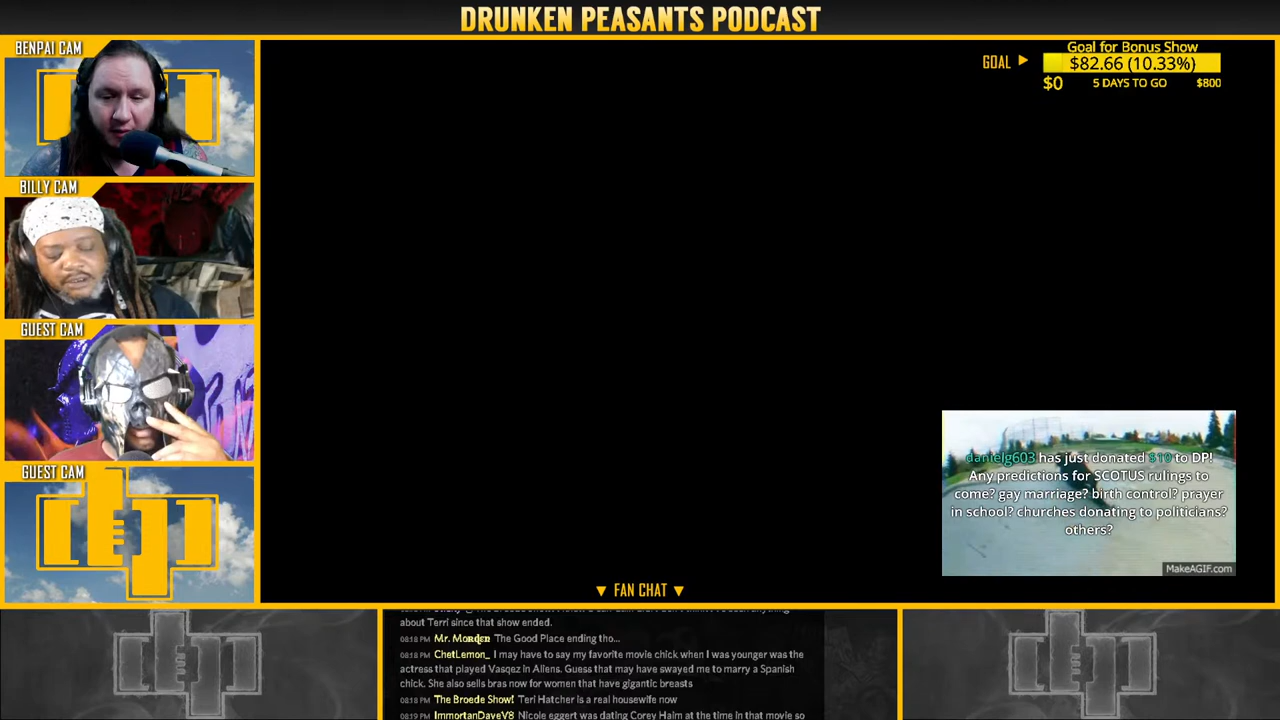 DRUNKEN PEASANTS PODCAST
BENPAI CAM
BILLY CAM
GUEST CAM
GUEST CAM
GOAL ▶
Goal for Bonus Show
$82.66 (10.33%)
$0 5 DAYS TO GO $800
danielg603 has just donated $10 to DP!
Any predictions for SCOTUS rulings to
come? gay marriage? birth control? prayer
in school? churches donating to politicians?
others?
MakeAGIF.com
▼ FAN CHAT ▼
about Terri since that show ended.
08:18 PM The Good Place ending tho...
08:18 PM ChetLemon_ I may have to say my favorite movie chick when I was younger was the
actress that played Vasqez in Aliens. Guess that may have swayed me to marry a Spanish
chick. She also sells bras now for women that have gigantic breasts
08:18 PM The Broede Show! Teri Hatcher is a real housewife now
08:19 PM ImmortanDaveV8 Nicole eggert was dating Corey Haim at the time in that movie so